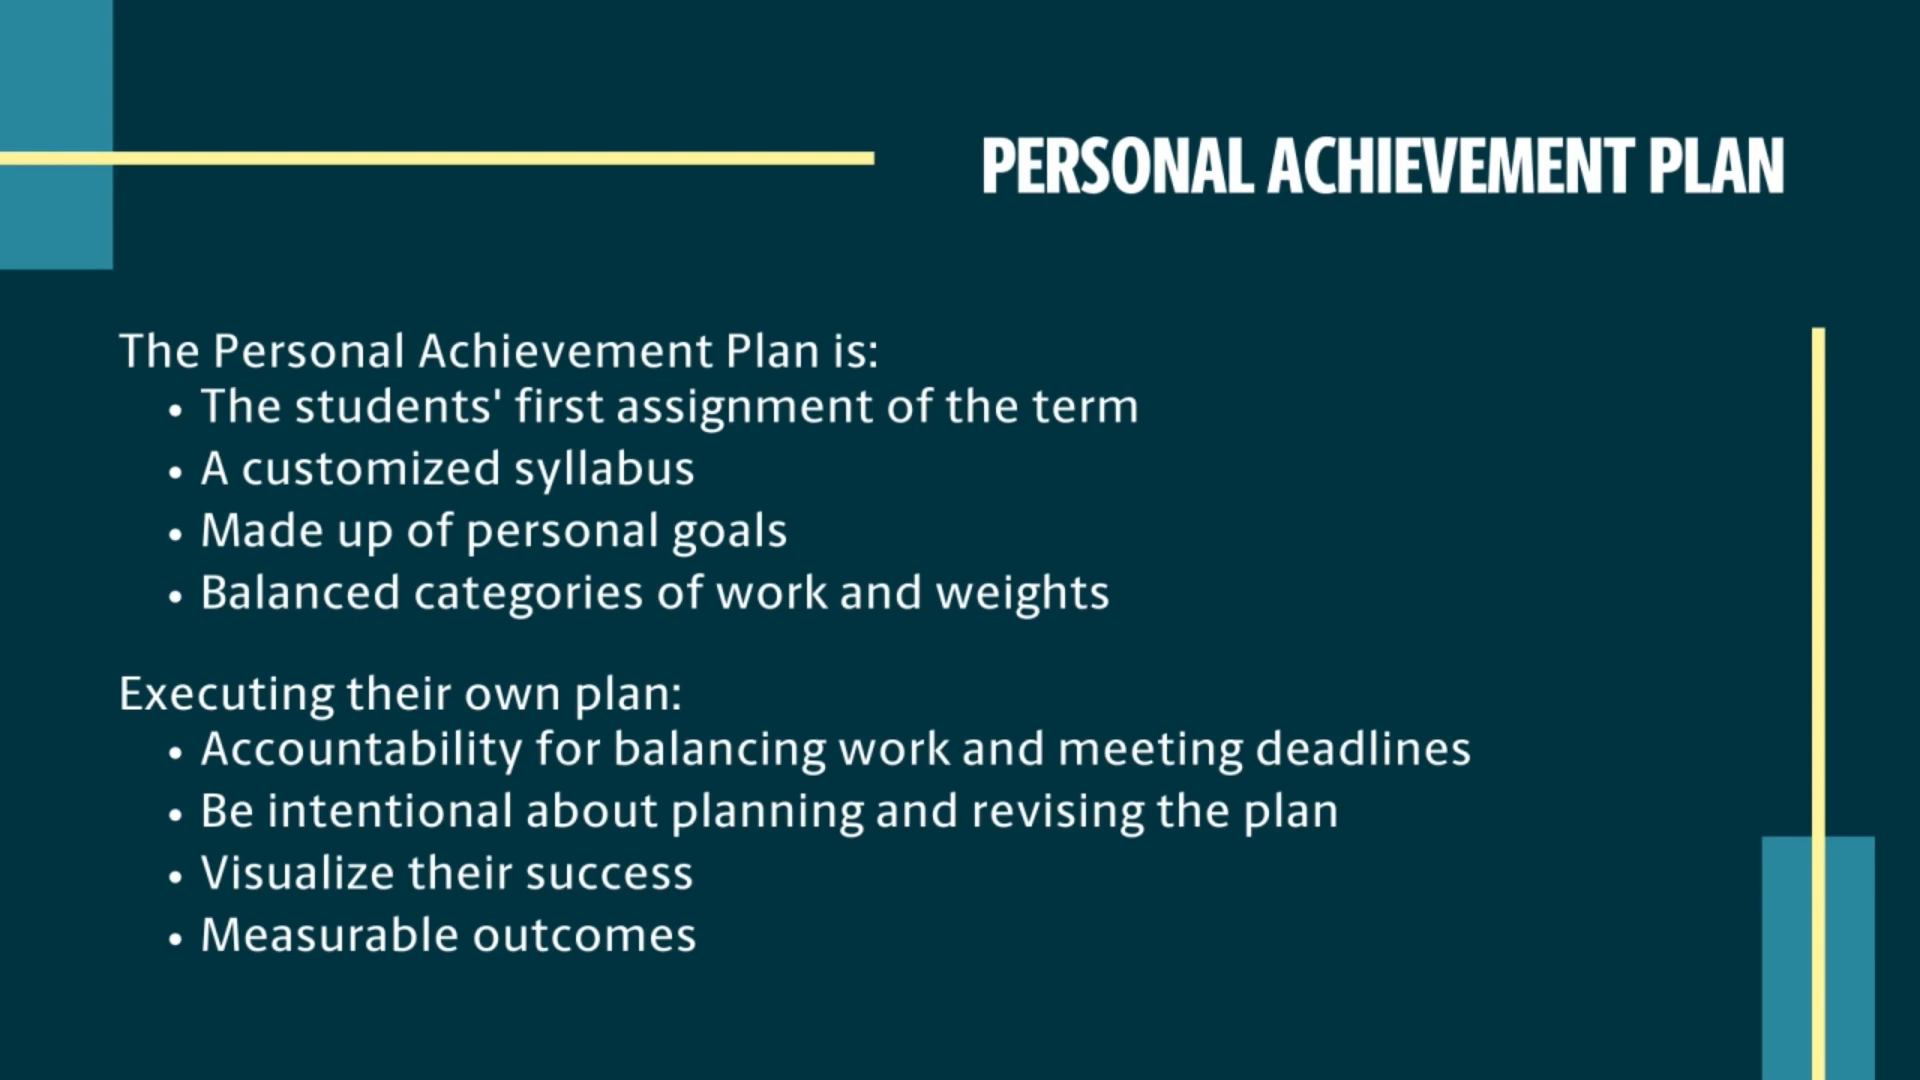 PERSONAL ACHIEVEMENT PLAN
The Personal Achievement Plan is:
• The students' first assignment of the term
• A customized syllabus
• Made up of personal goals
• Balanced categories of work and weights
Executing their own plan:
• Accountability for balancing work and meeting deadlines
• Be intentional about planning and revising the plan
• Visualize their success
• Measurable outcomes